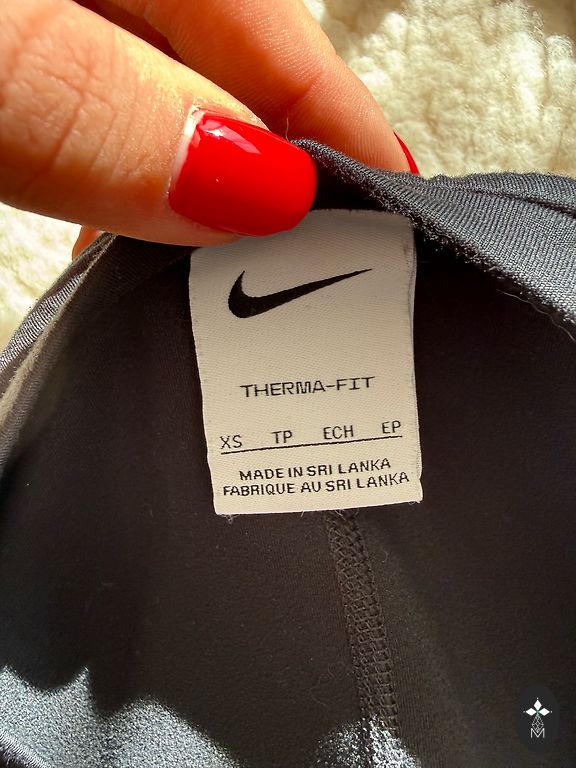 THERMA-FIT
XS TP ECH EP
MADE IN SRI LANKA
FABRIQUE AU SRI LANKA
M